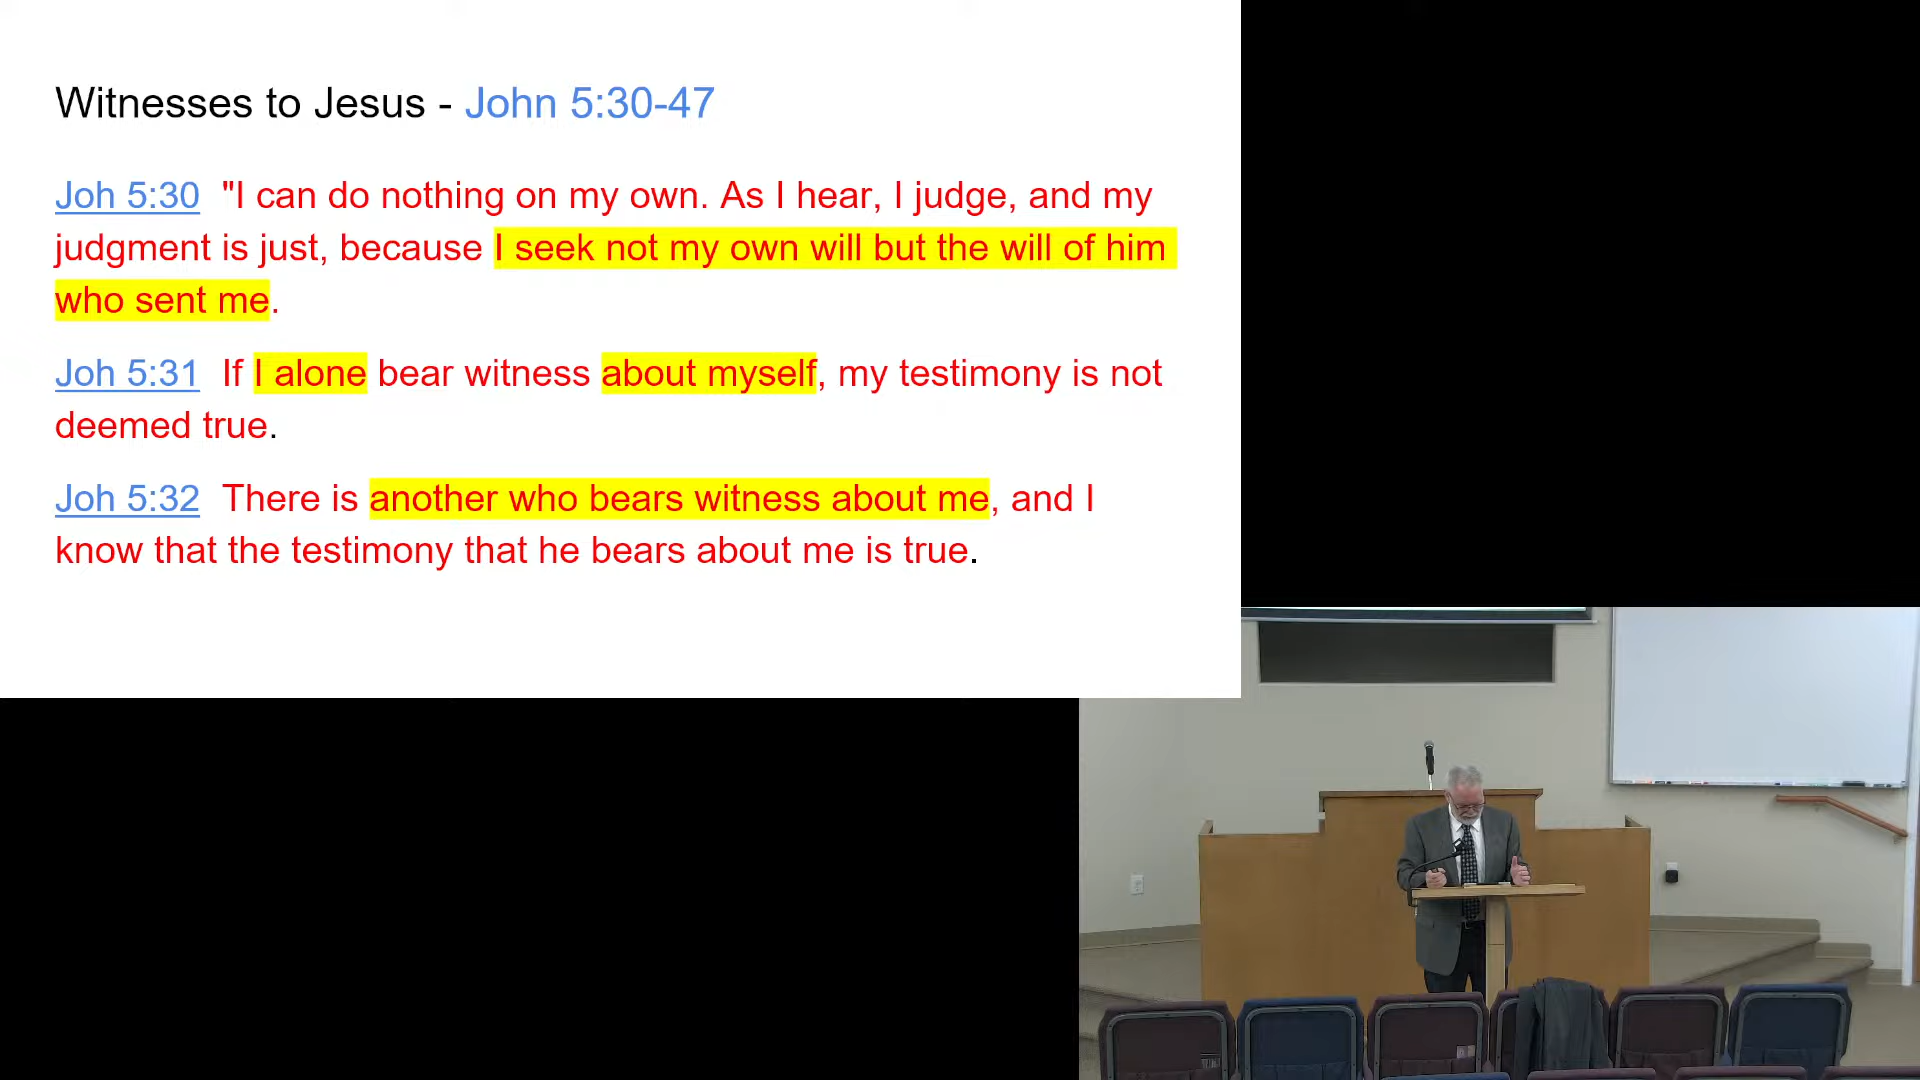 Witnesses to Jesus - John 5:30-47
Joh 5:30 "I can do nothing on my own. As I hear, I judge, and my
judgment is just, because I seek not my own will but the will of him
who sent me.
Joh 5:31 If I alone bear witness about myself, my testimony is not
deemed true.
Joh 5:32 There is another who bears witness about me, and I
know that the testimony that he bears about me is true.